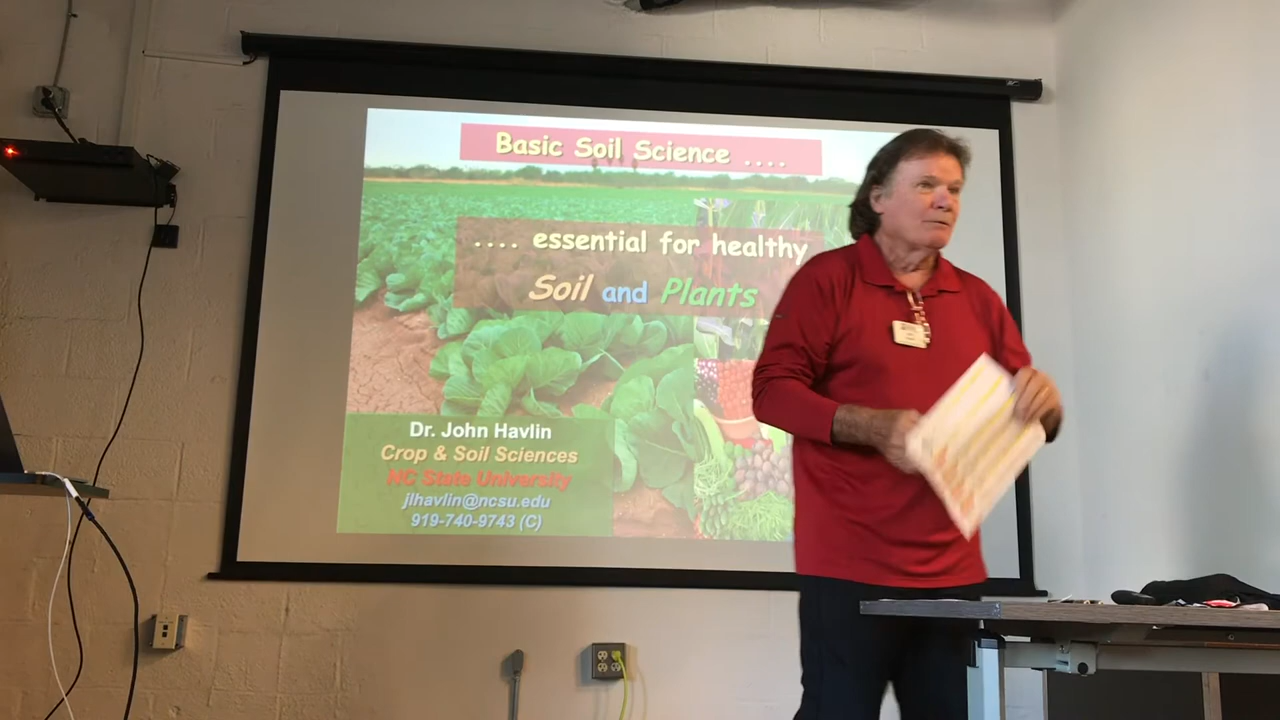 Basic Soil Science ....
.... essential for healthy
Soil and Plants
Dr. John Havlin
Crop & Soil Sciences
NC State University
jlhavlin@ncsu.edu
919-740-9743 (C)